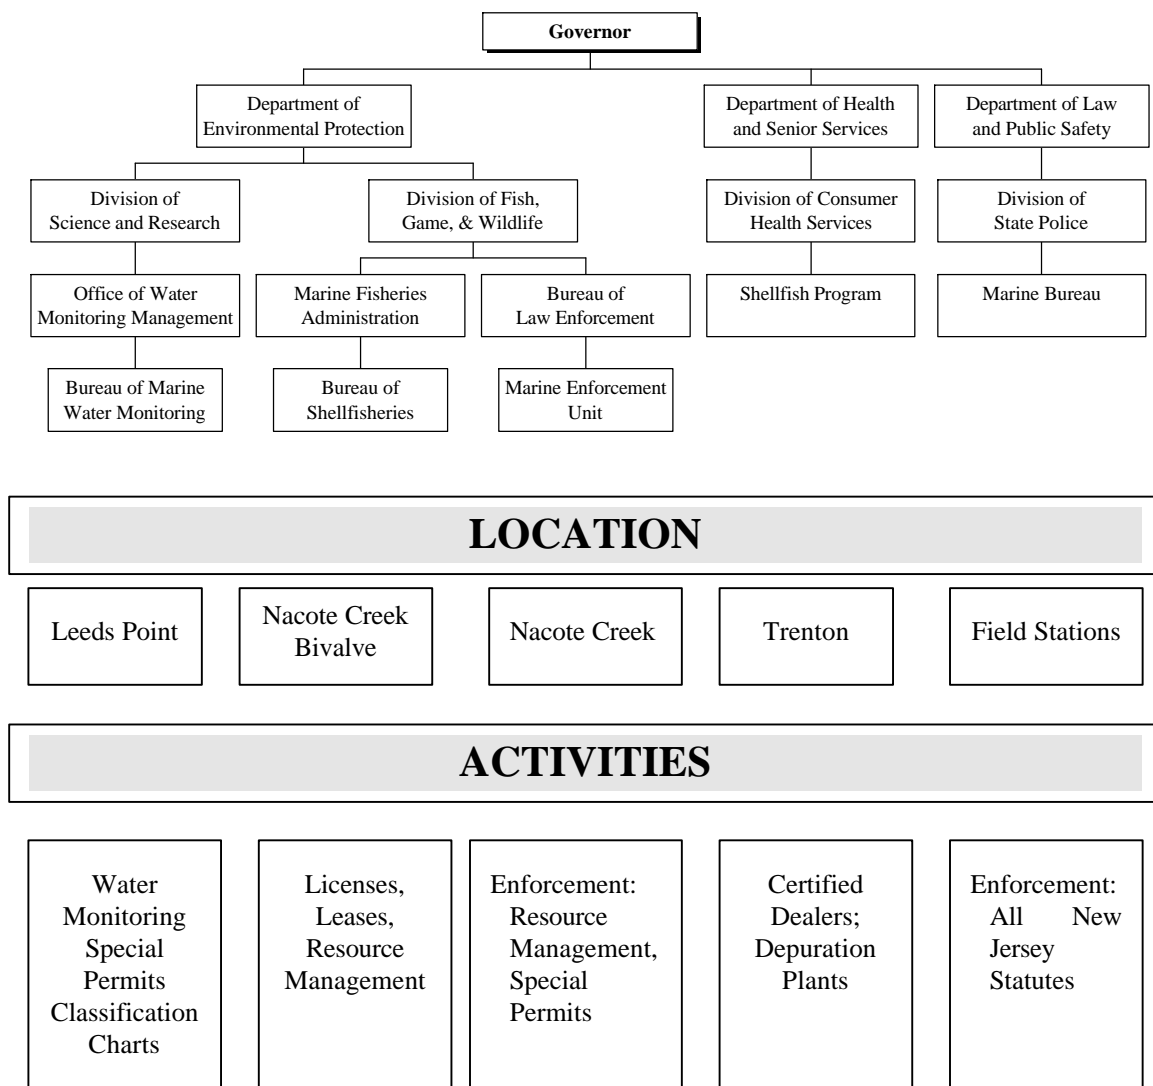 Governor
Department of
Environmental Protection
Department of Health
and Senior Services
Department of Law
and Public Safety
Division of
Science and Research
Division of Fish,
Game, & Wildlife
Division of Consumer
Health Services
Division of
State Police
Office of Water
Monitoring Management
Marine Fisheries
Administration
Bureau of
Law Enforcement
Shellfish Program
Marine Bureau
Bureau of Marine
Water Monitoring
Bureau of
Shellfisheries
Marine Enforcement
Unit
LOCATION
Leeds Point
Nacote Creek
Bivalve
Nacote Creek
Trenton
Field Stations
ACTIVITIES
Water
Monitoring
Special
Permits
Classification
Charts
Licenses,
Leases,
Resource
Management
Enforcement:
Resource
Management,
Special
Permits
Certified
Dealers;
Depuration
Plants
Enforcement:
All New
Jersey
Statutes